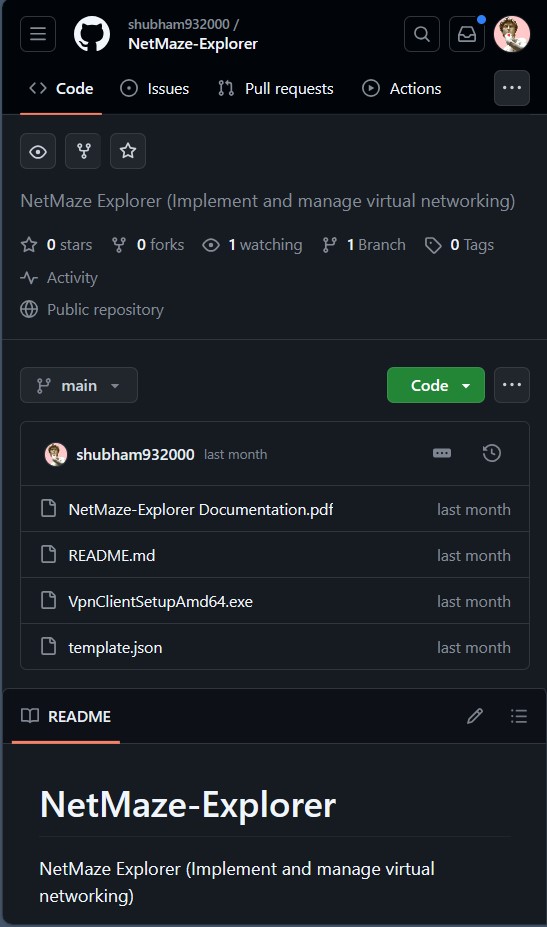 shubham932000 /
NetMaze-Explorer
Code Issues Pull requests Actions
NetMaze Explorer (Implement and manage virtual networking)
0 stars 0 forks 1 watching 1 Branch 0 Tags
Activity
Public repository
main Code
shubham932000 last month
NetMaze-Explorer Documentation.pdf last month
README.md last month
VpnClientSetupAmd64.exe last month
template.json last month
README
NetMaze-Explorer
NetMaze Explorer (Implement and manage virtual
networking)